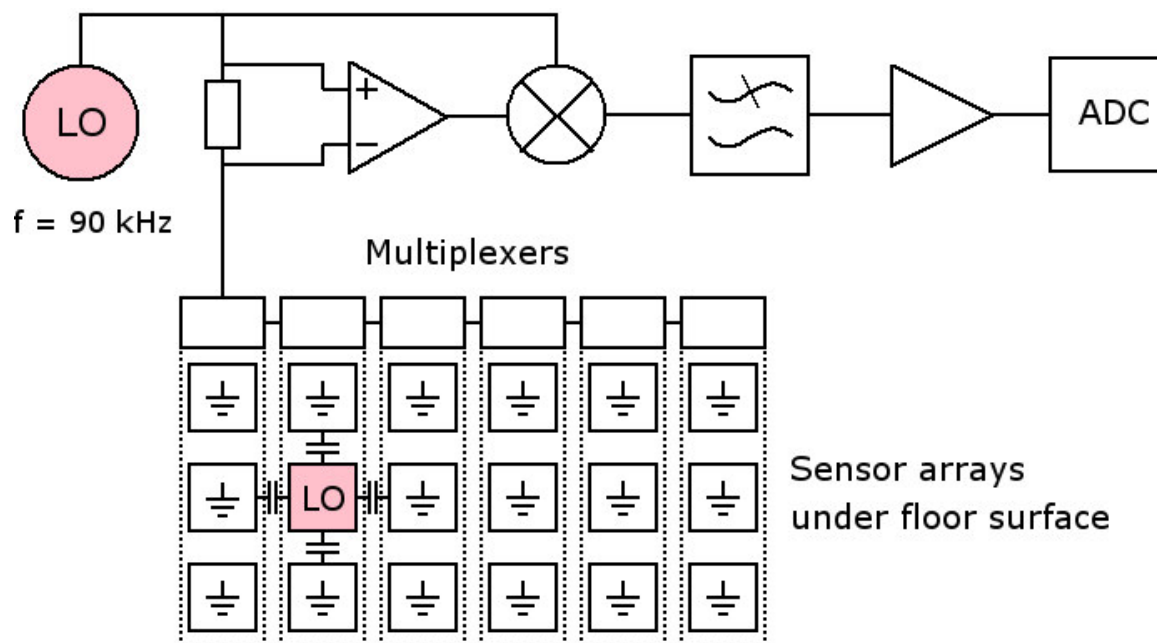 LO
+
−
ADC
f = 90 kHz
Multiplexers
LO
Sensor arrays
under floor surface